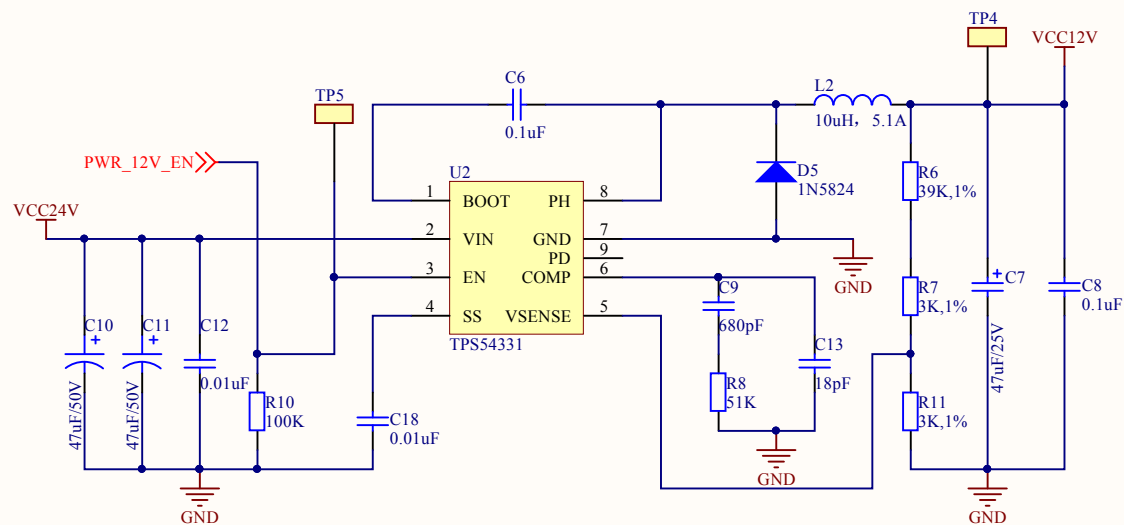 TP4
VCC12V
C6
0.1uF
L2
10uH， 5.1A
TP5
PWR_12V_EN
U2
D5
1N5824
R6
39K,1%
VCC24V
1
BOOT
PH
8
2
VIN
GND
7
PD
9
3
EN
COMP
6
4
SS
VSENSE
5
TPS54331
GND
C9
680pF
R7
3K,1%
C7
47uF/25V
C8
0.1uF
C10
47uF/50V
C11
47uF/50V
C12
0.01uF
C13
18pF
R8
51K
R10
100K
C18
0.01uF
R11
3K,1%
GND
GND
GND